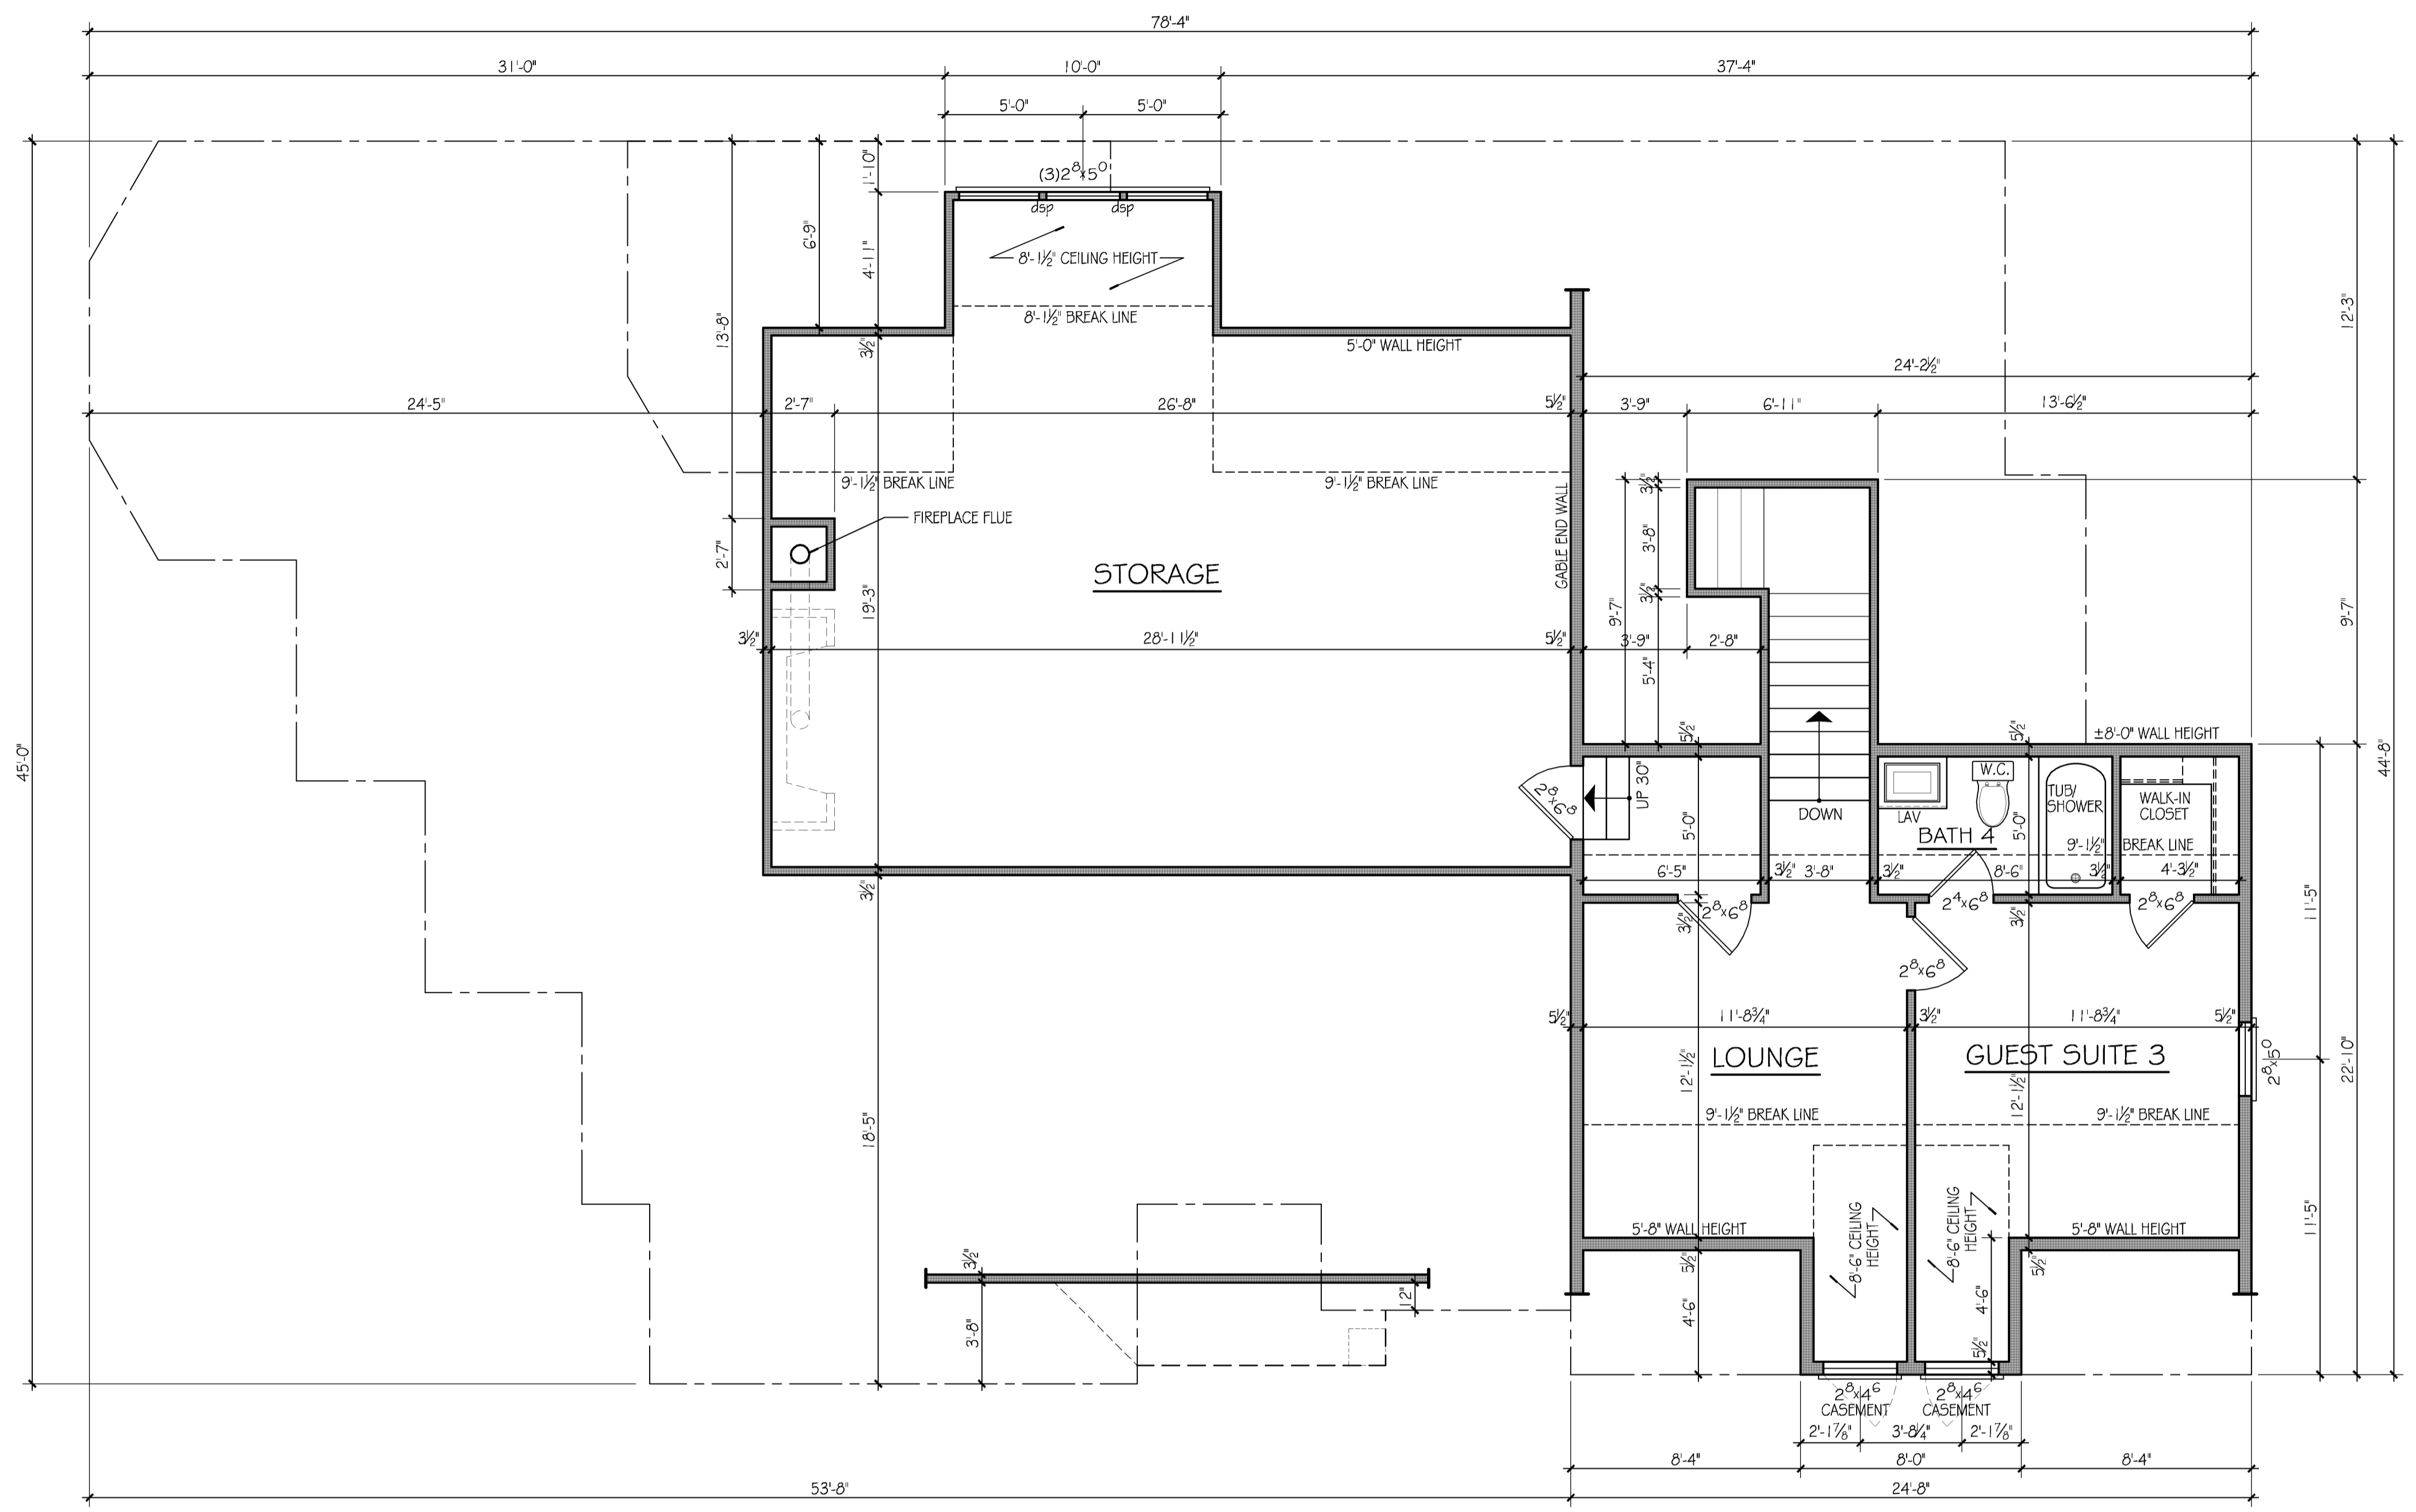 78'-4"
31'-0"
10'-0"
37'-4"
5'-0"
5'-0"
1'-10"
(3)2⁸x5⁰
dsp
dsp
6'-9"
4'-11"
8'-1½" CEILING HEIGHT
8'-1½" BREAK LINE
13'-8"
3½"
5'-0" WALL HEIGHT
12'-3"
24'-2½"
24'-5"
2'-7"
26'-8"
5½"
3'-9"
6'-11"
13'-6½"
9'-1½" BREAK LINE
9'-1½" BREAK LINE
3½"
GABLE END WALL
FIREPLACE FLUE
2'-7"
3'-8"
STORAGE
19'-3"
3½"
9'-7"
9'-7"
3½"
28'-11½"
5½"
3'-9"
2'-8"
5'-4"
5½"
5½"
±8'-0" WALL HEIGHT
45'-0"
44'-8"
2⁸x6⁸
UP 30"
DOWN
W.C.
LAV
TUB/
SHOWER
WALK-IN
CLOSET
5'-0"
BATH 4
5'-0"
9'-1½"
BREAK LINE
6'-5"
3½"
3'-8"
3½"
8'-6"
3½"
4'-3½"
3½"
2⁸x6⁸
3½"
2⁴x6⁸
3½"
2⁸x6⁸
11'-5"
2⁸x6⁸
5½"
11'-8¾"
3½"
11'-8¾"
5½"
LOUNGE
GUEST SUITE 3
12'-1½"
12'-1½"
2⁸x5⁰
22'-10"
9'-1½" BREAK LINE
9'-1½" BREAK LINE
18'-5"
8'-6" CEILING
HEIGHT
8'-6" CEILING
HEIGHT
5'-8" WALL HEIGHT
5'-8" WALL HEIGHT
11'-5"
3½"
5½"
5½"
12"
4'-6"
4'-6"
3'-8"
5½"
2⁸x4⁶
CASEMENT
2⁸x4⁶
CASEMENT
2'-1⅞"
3'-8¼"
2'-1⅞"
8'-4"
8'-0"
8'-4"
53'-8"
24'-8"